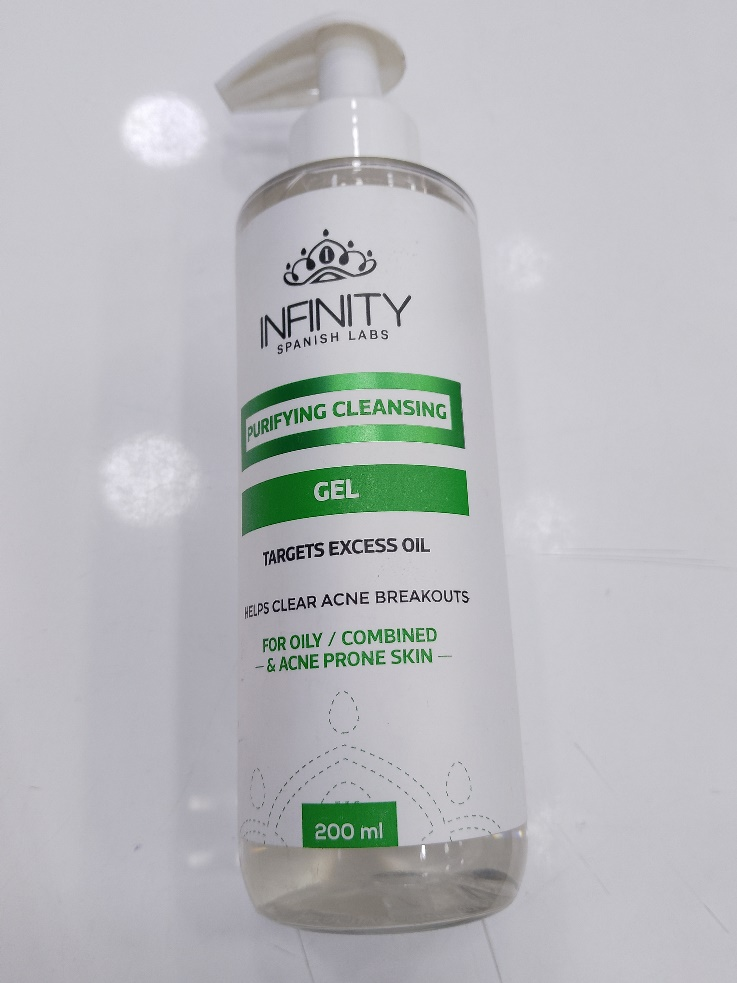 INFINITY
SPANISH LABS
PURIFYING CLEANSING
GEL
TARGETS EXCESS OIL
HELPS CLEAR ACNE BREAKOUTS
FOR OILY / COMBINED
& ACNE PRONE SKIN
200 ml